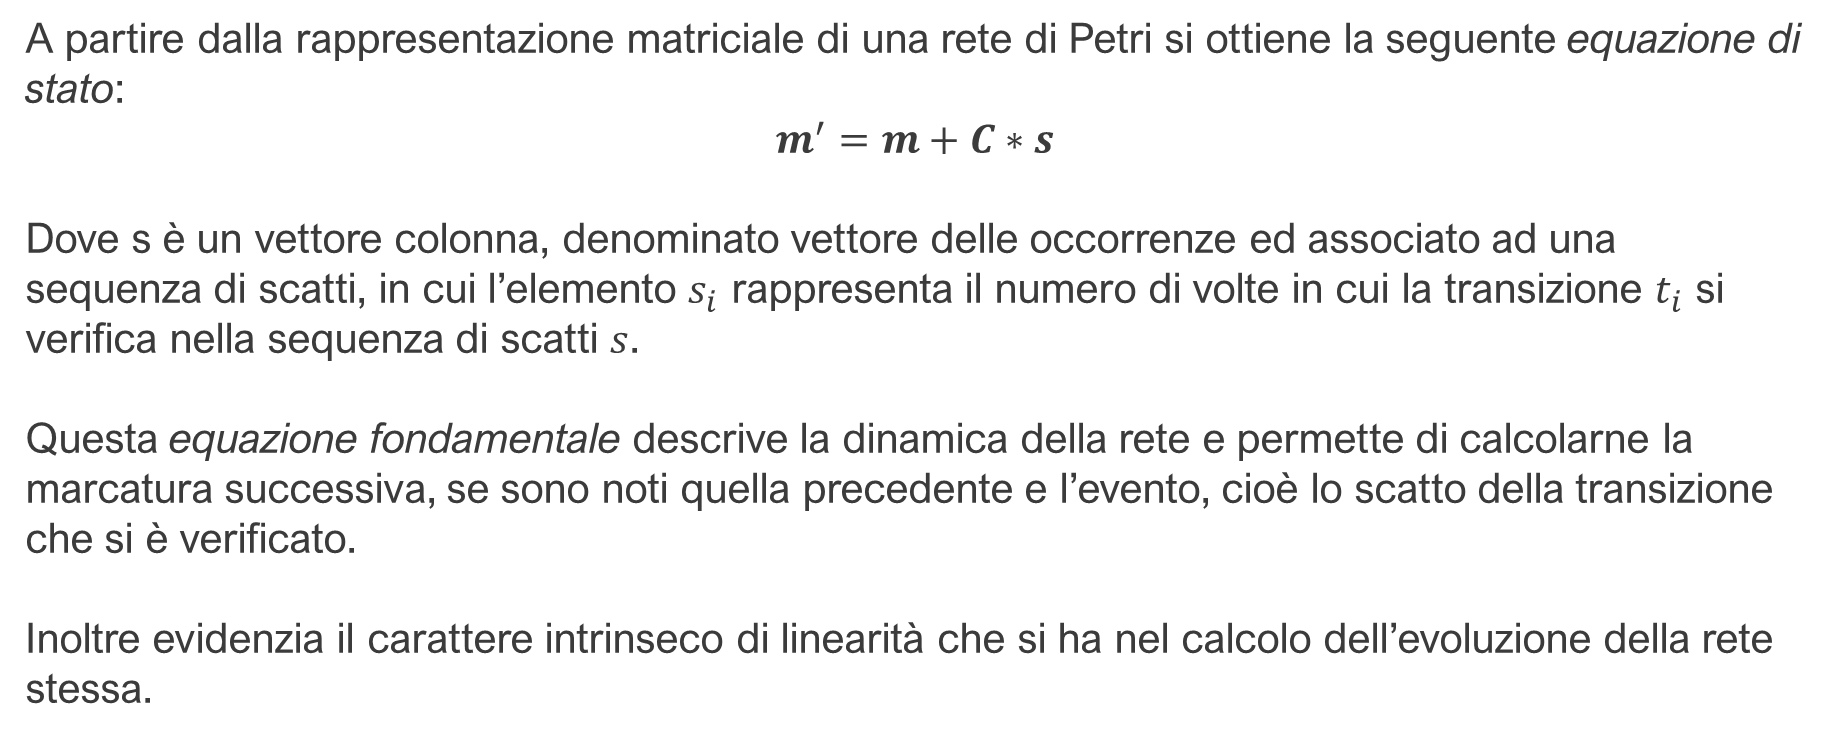 A partire dalla rappresentazione matriciale di una rete di Petri si ottiene la seguente equazione di
stato:
m′ = m + C ∗ s
Dove s è un vettore colonna, denominato vettore delle occorrenze ed associato ad una
sequenza di scatti, in cui l’elemento sᵢ rappresenta il numero di volte in cui la transizione tᵢ si
verifica nella sequenza di scatti s.
Questa equazione fondamentale descrive la dinamica della rete e permette di calcolarne la
marcatura successiva, se sono noti quella precedente e l’evento, cioè lo scatto della transizione
che si è verificato.
Inoltre evidenzia il carattere intrinseco di linearità che si ha nel calcolo dell’evoluzione della rete
stessa.